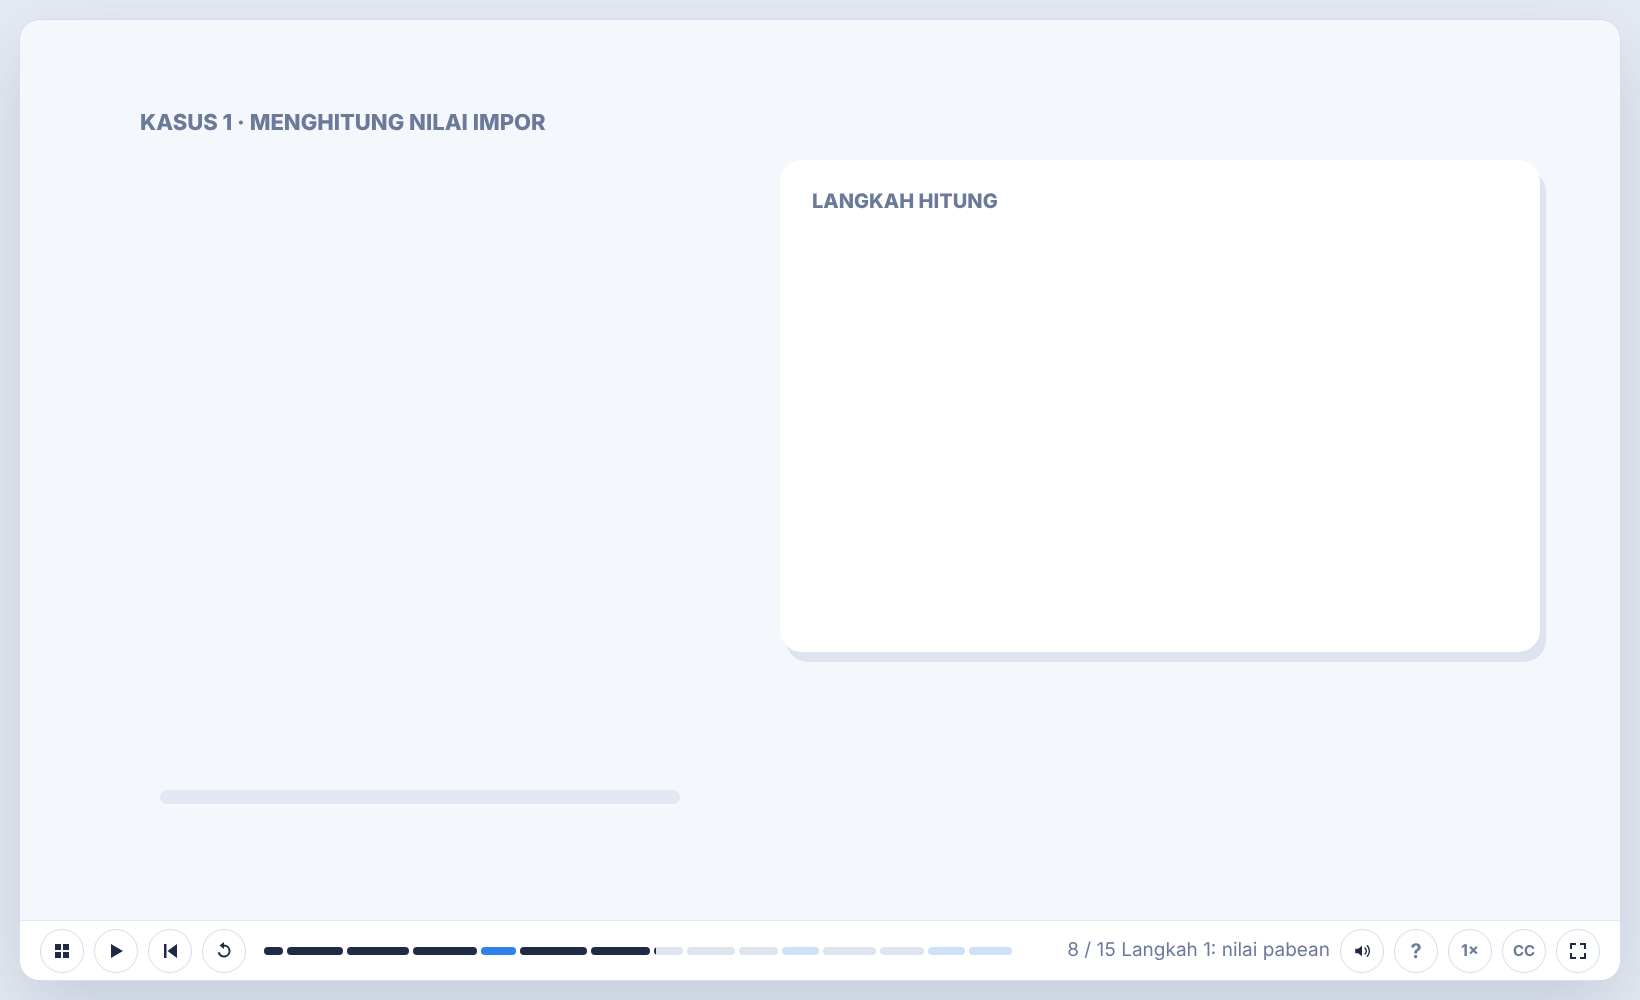 KASUS 1 · MENGHITUNG NILAI IMPOR
LANGKAH HITUNG
8 / 15 Langkah 1: nilai pabean
?
1×
CC